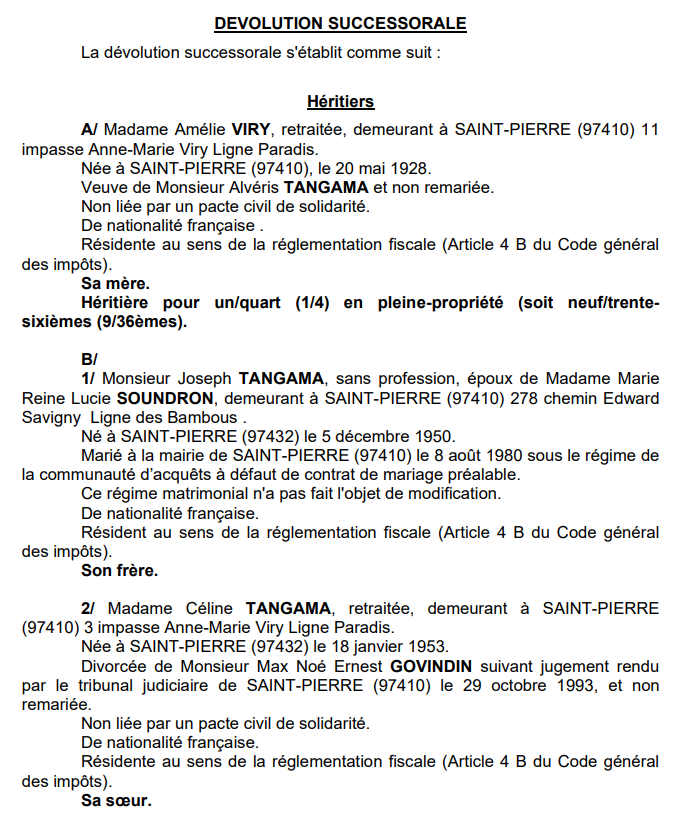 DEVOLUTION SUCCESSORALE
La dévolution successorale s'établit comme suit :
Héritiers
A/ Madame Amélie VIRY, retraitée, demeurant à SAINT-PIERRE (97410) 11
impasse Anne-Marie Viry Ligne Paradis.
Née à SAINT-PIERRE (97410), le 20 mai 1928.
Veuve de Monsieur Alvéris TANGAMA et non remariée.
Non liée par un pacte civil de solidarité.
De nationalité française .
Résidente au sens de la réglementation fiscale (Article 4 B du Code général
des impôts).
Sa mère.
Héritière pour un/quart (1/4) en pleine-propriété (soit neuf/trente-
sixièmes (9/36èmes).
B/
1/ Monsieur Joseph TANGAMA, sans profession, époux de Madame Marie
Reine Lucie SOUNDRON, demeurant à SAINT-PIERRE (97410) 278 chemin Edward
Savigny Ligne des Bambous .
Né à SAINT-PIERRE (97432) le 5 décembre 1950.
Marié à la mairie de SAINT-PIERRE (97410) le 8 août 1980 sous le régime de
la communauté d'acquêts à défaut de contrat de mariage préalable.
Ce régime matrimonial n'a pas fait l'objet de modification.
De nationalité française.
Résident au sens de la réglementation fiscale (Article 4 B du Code général
des impôts).
Son frère.
2/ Madame Céline TANGAMA, retraitée, demeurant à SAINT-PIERRE
(97410) 3 impasse Anne-Marie Viry Ligne Paradis.
Née à SAINT-PIERRE (97432) le 18 janvier 1953.
Divorcée de Monsieur Max Noé Ernest GOVINDIN suivant jugement rendu
par le tribunal judiciaire de SAINT-PIERRE (97410) le 29 octobre 1993, et non
remariée.
Non liée par un pacte civil de solidarité.
De nationalité française.
Résidente au sens de la réglementation fiscale (Article 4 B du Code général
des impôts).
Sa sœur.